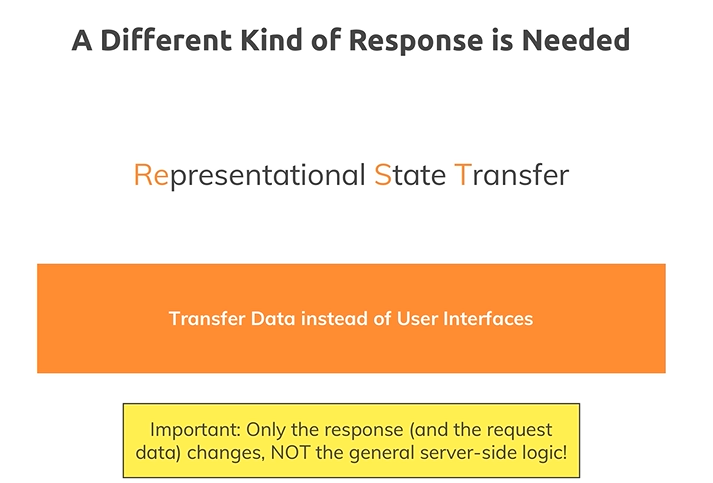 A Different Kind of Response is Needed
Representational State Transfer
Transfer Data instead of User Interfaces
Important: Only the response (and the request
data) changes, NOT the general server-side logic!